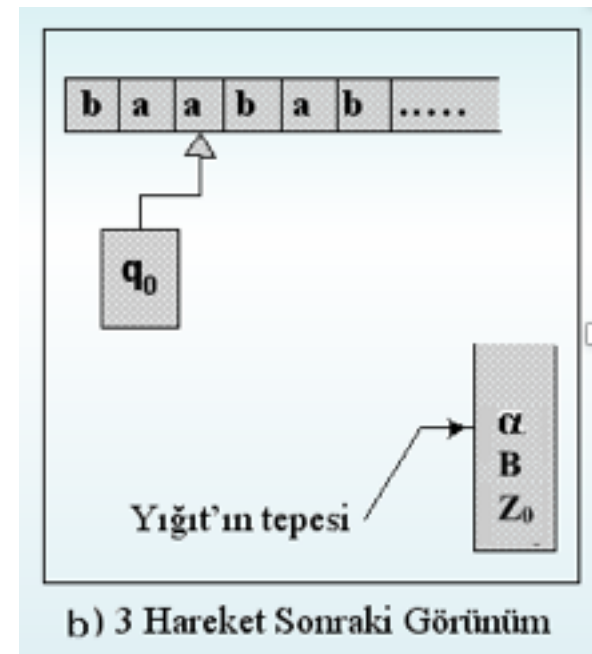 b a a b a b .....
q₀
α
B
Yığıt'ın tepesi
Z₀
b) 3 Hareket Sonraki Görünüm